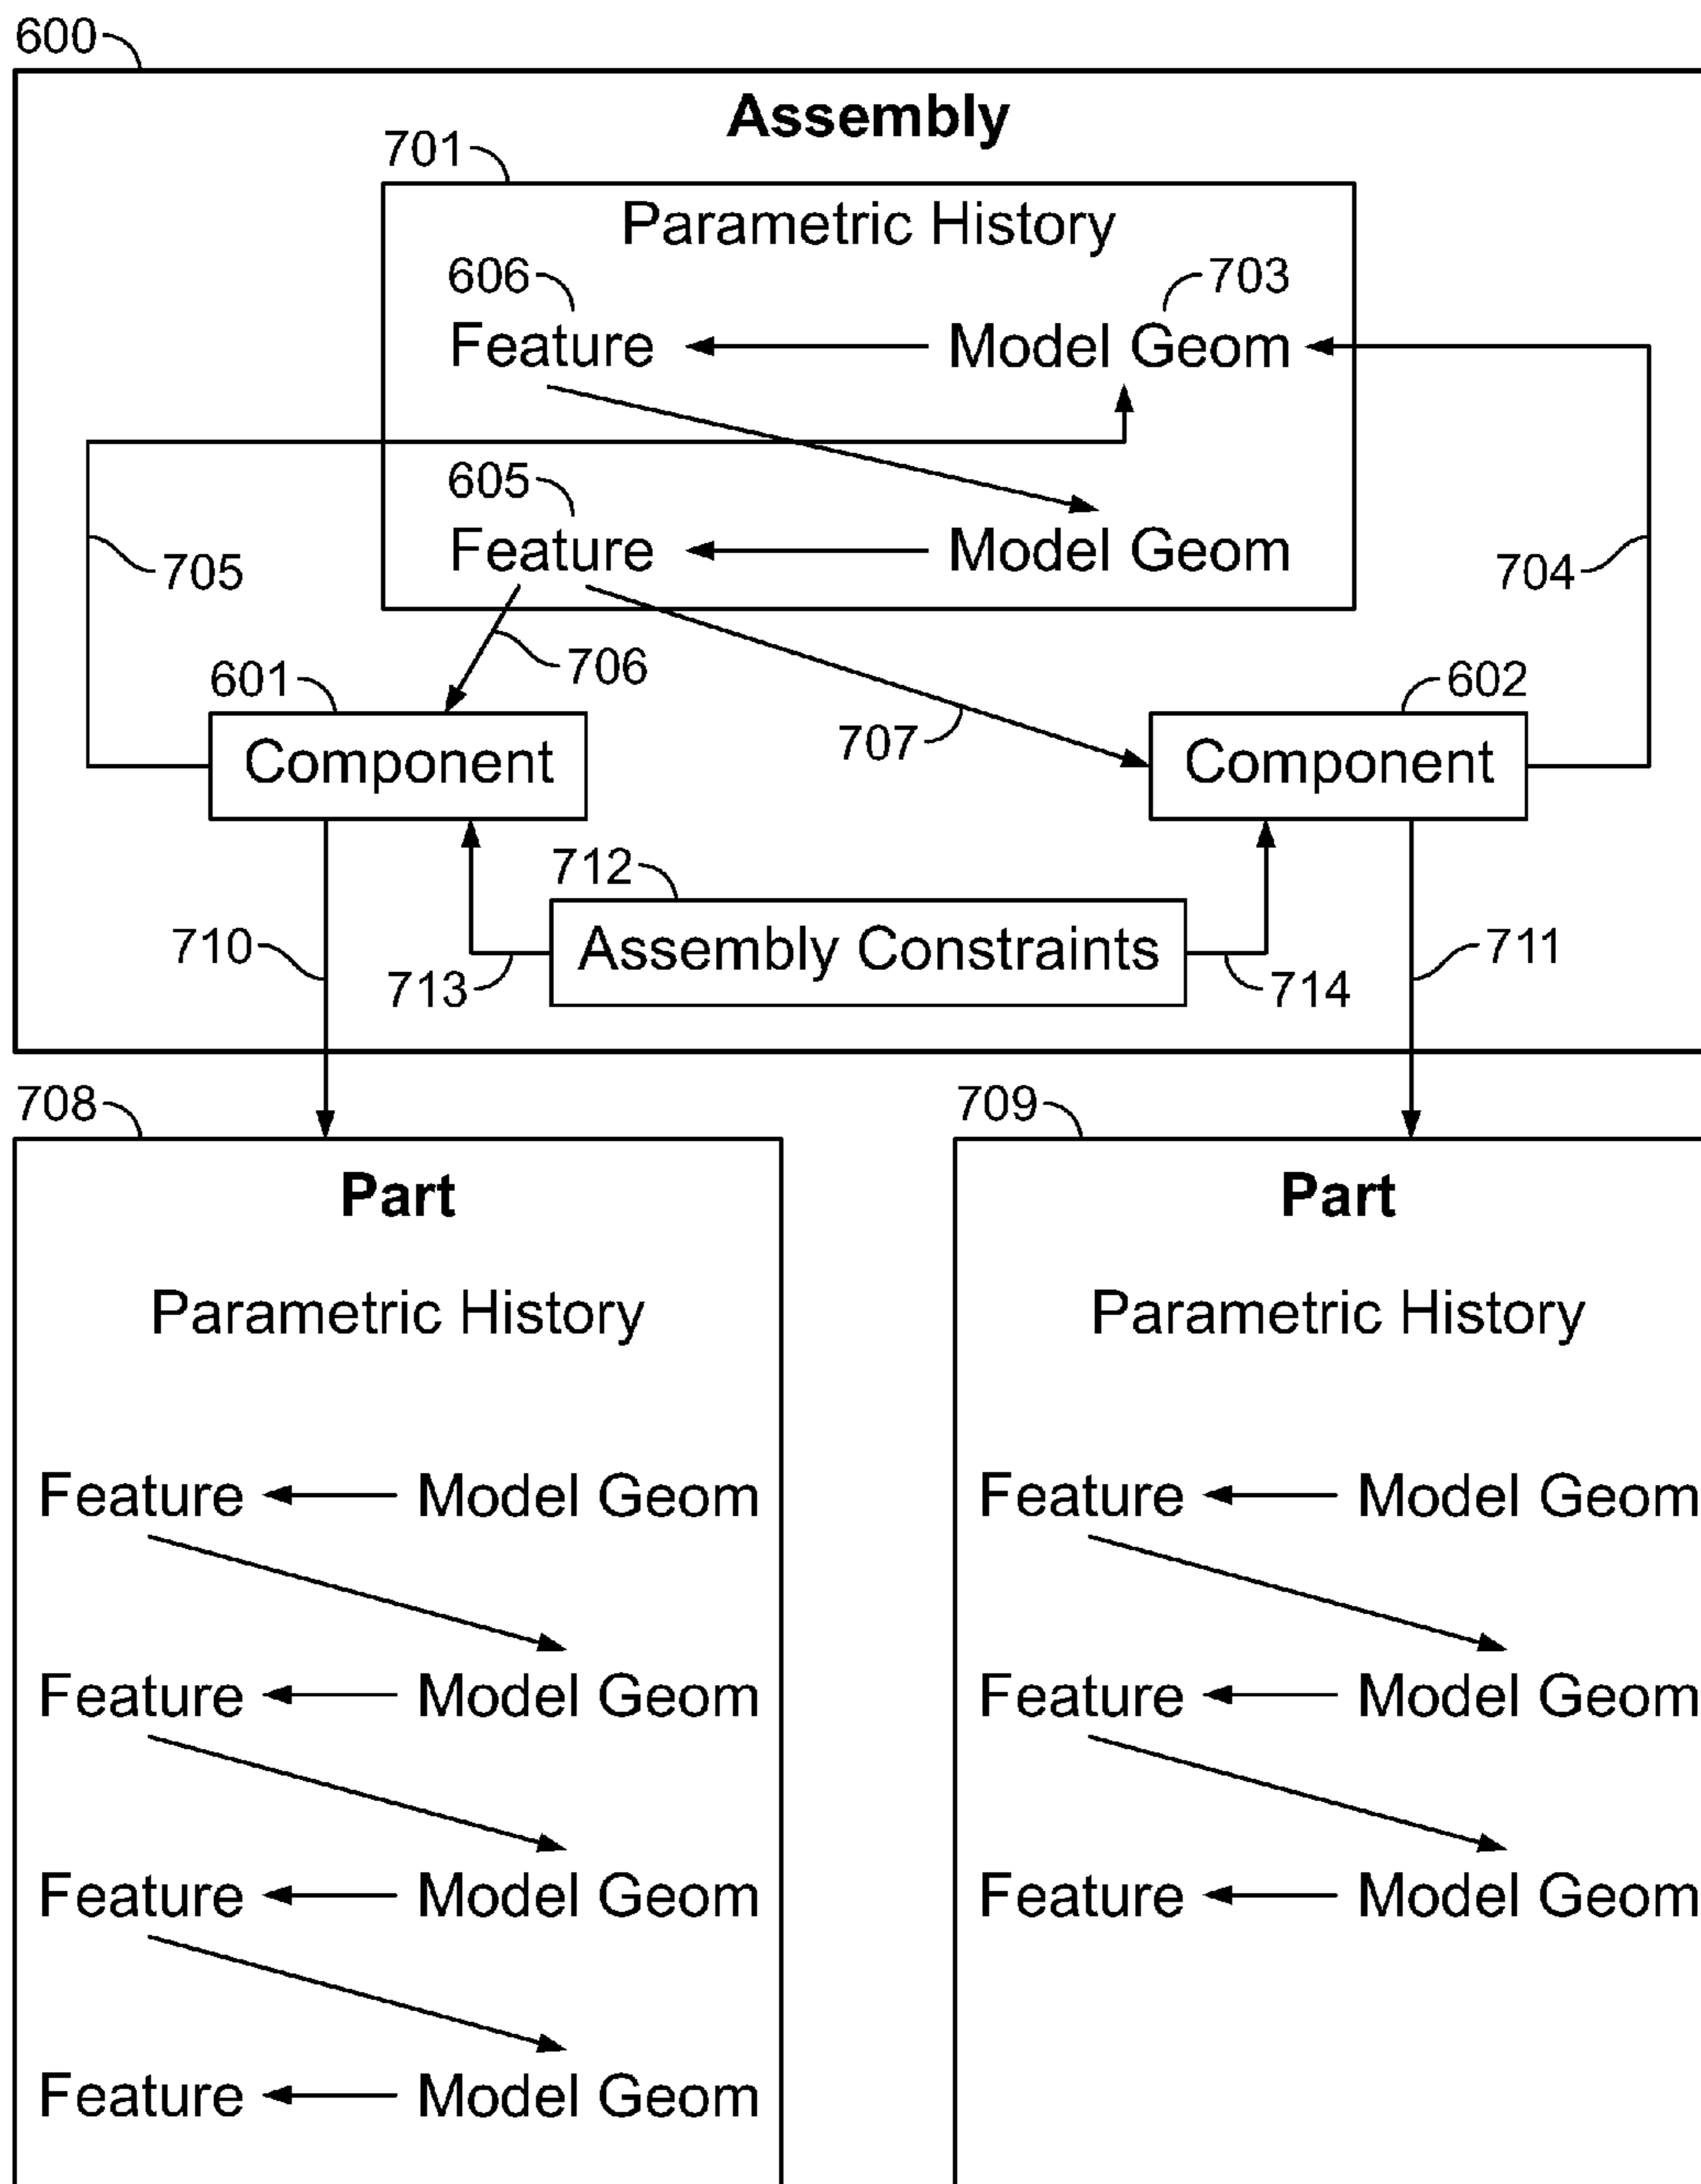 600
Assembly
701
Parametric History
606
703
Feature
Model Geom
605
Feature
Model Geom
705
704
706
601
602
707
Component
Component
712
710
Assembly Constraints
711
713
714
708
709
Part
Part
Parametric History
Parametric History
Feature
Model Geom
Feature
Model Geom
Feature
Model Geom
Feature
Model Geom
Feature
Model Geom
Feature
Model Geom
Feature
Model Geom